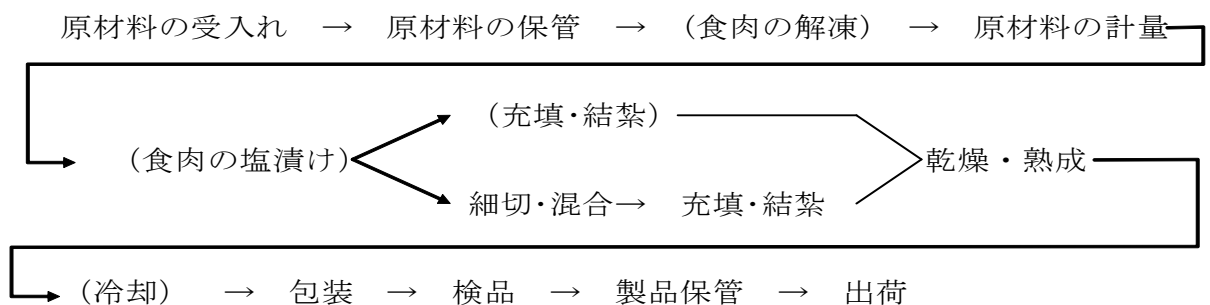 原材料の受入れ → 原材料の保管 → (食肉の解凍) → 原材料の計量
(充填・結紮)
(食肉の塩漬け) 乾燥・熟成
細切・混合→ 充填・結紮
(冷却) → 包装 → 検品 → 製品保管 → 出荷